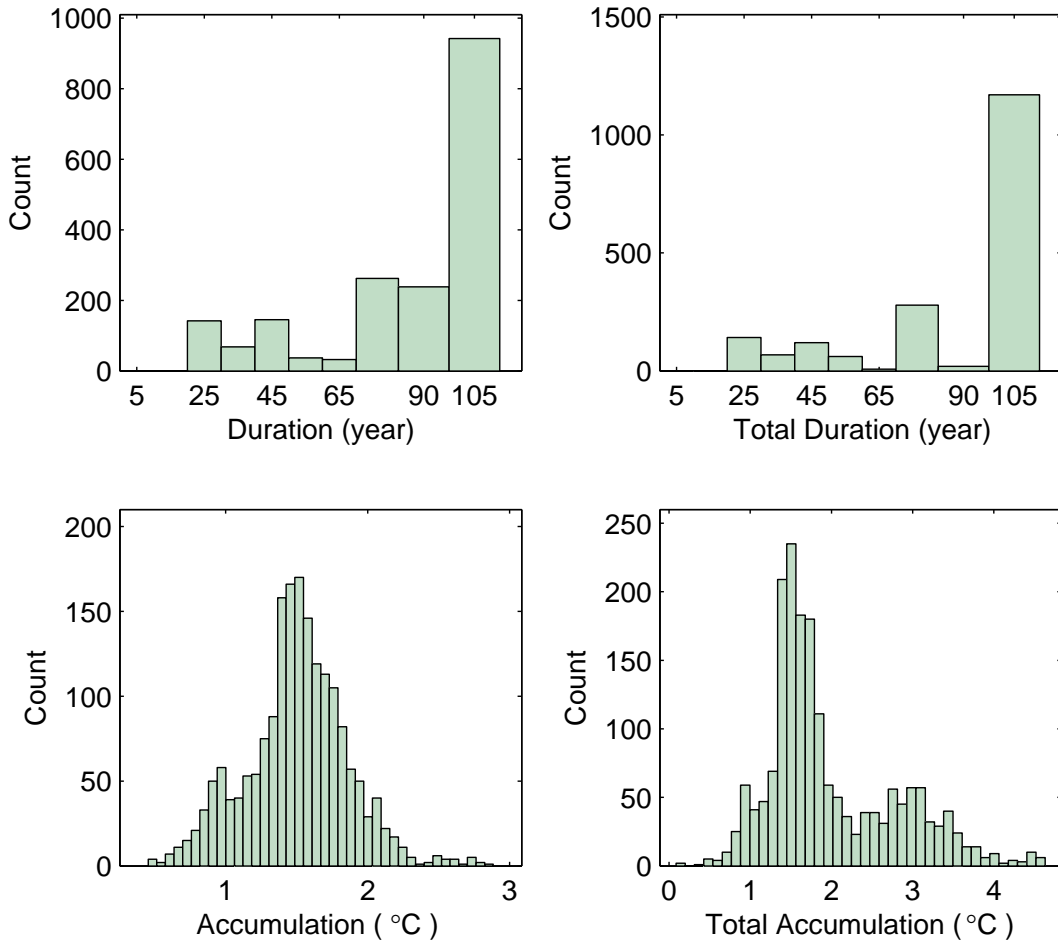 1000
800
600
400
200
0
Count
5 25 45 65 90 105
Duration (year)
1500
1000
500
0
Count
5 25 45 65 90 105
Total Duration (year)
200
150
100
50
0
Count
1 2 3
Accumulation ( °C )
250
200
150
100
50
0
Count
0 1 2 3 4
Total Accumulation ( °C )